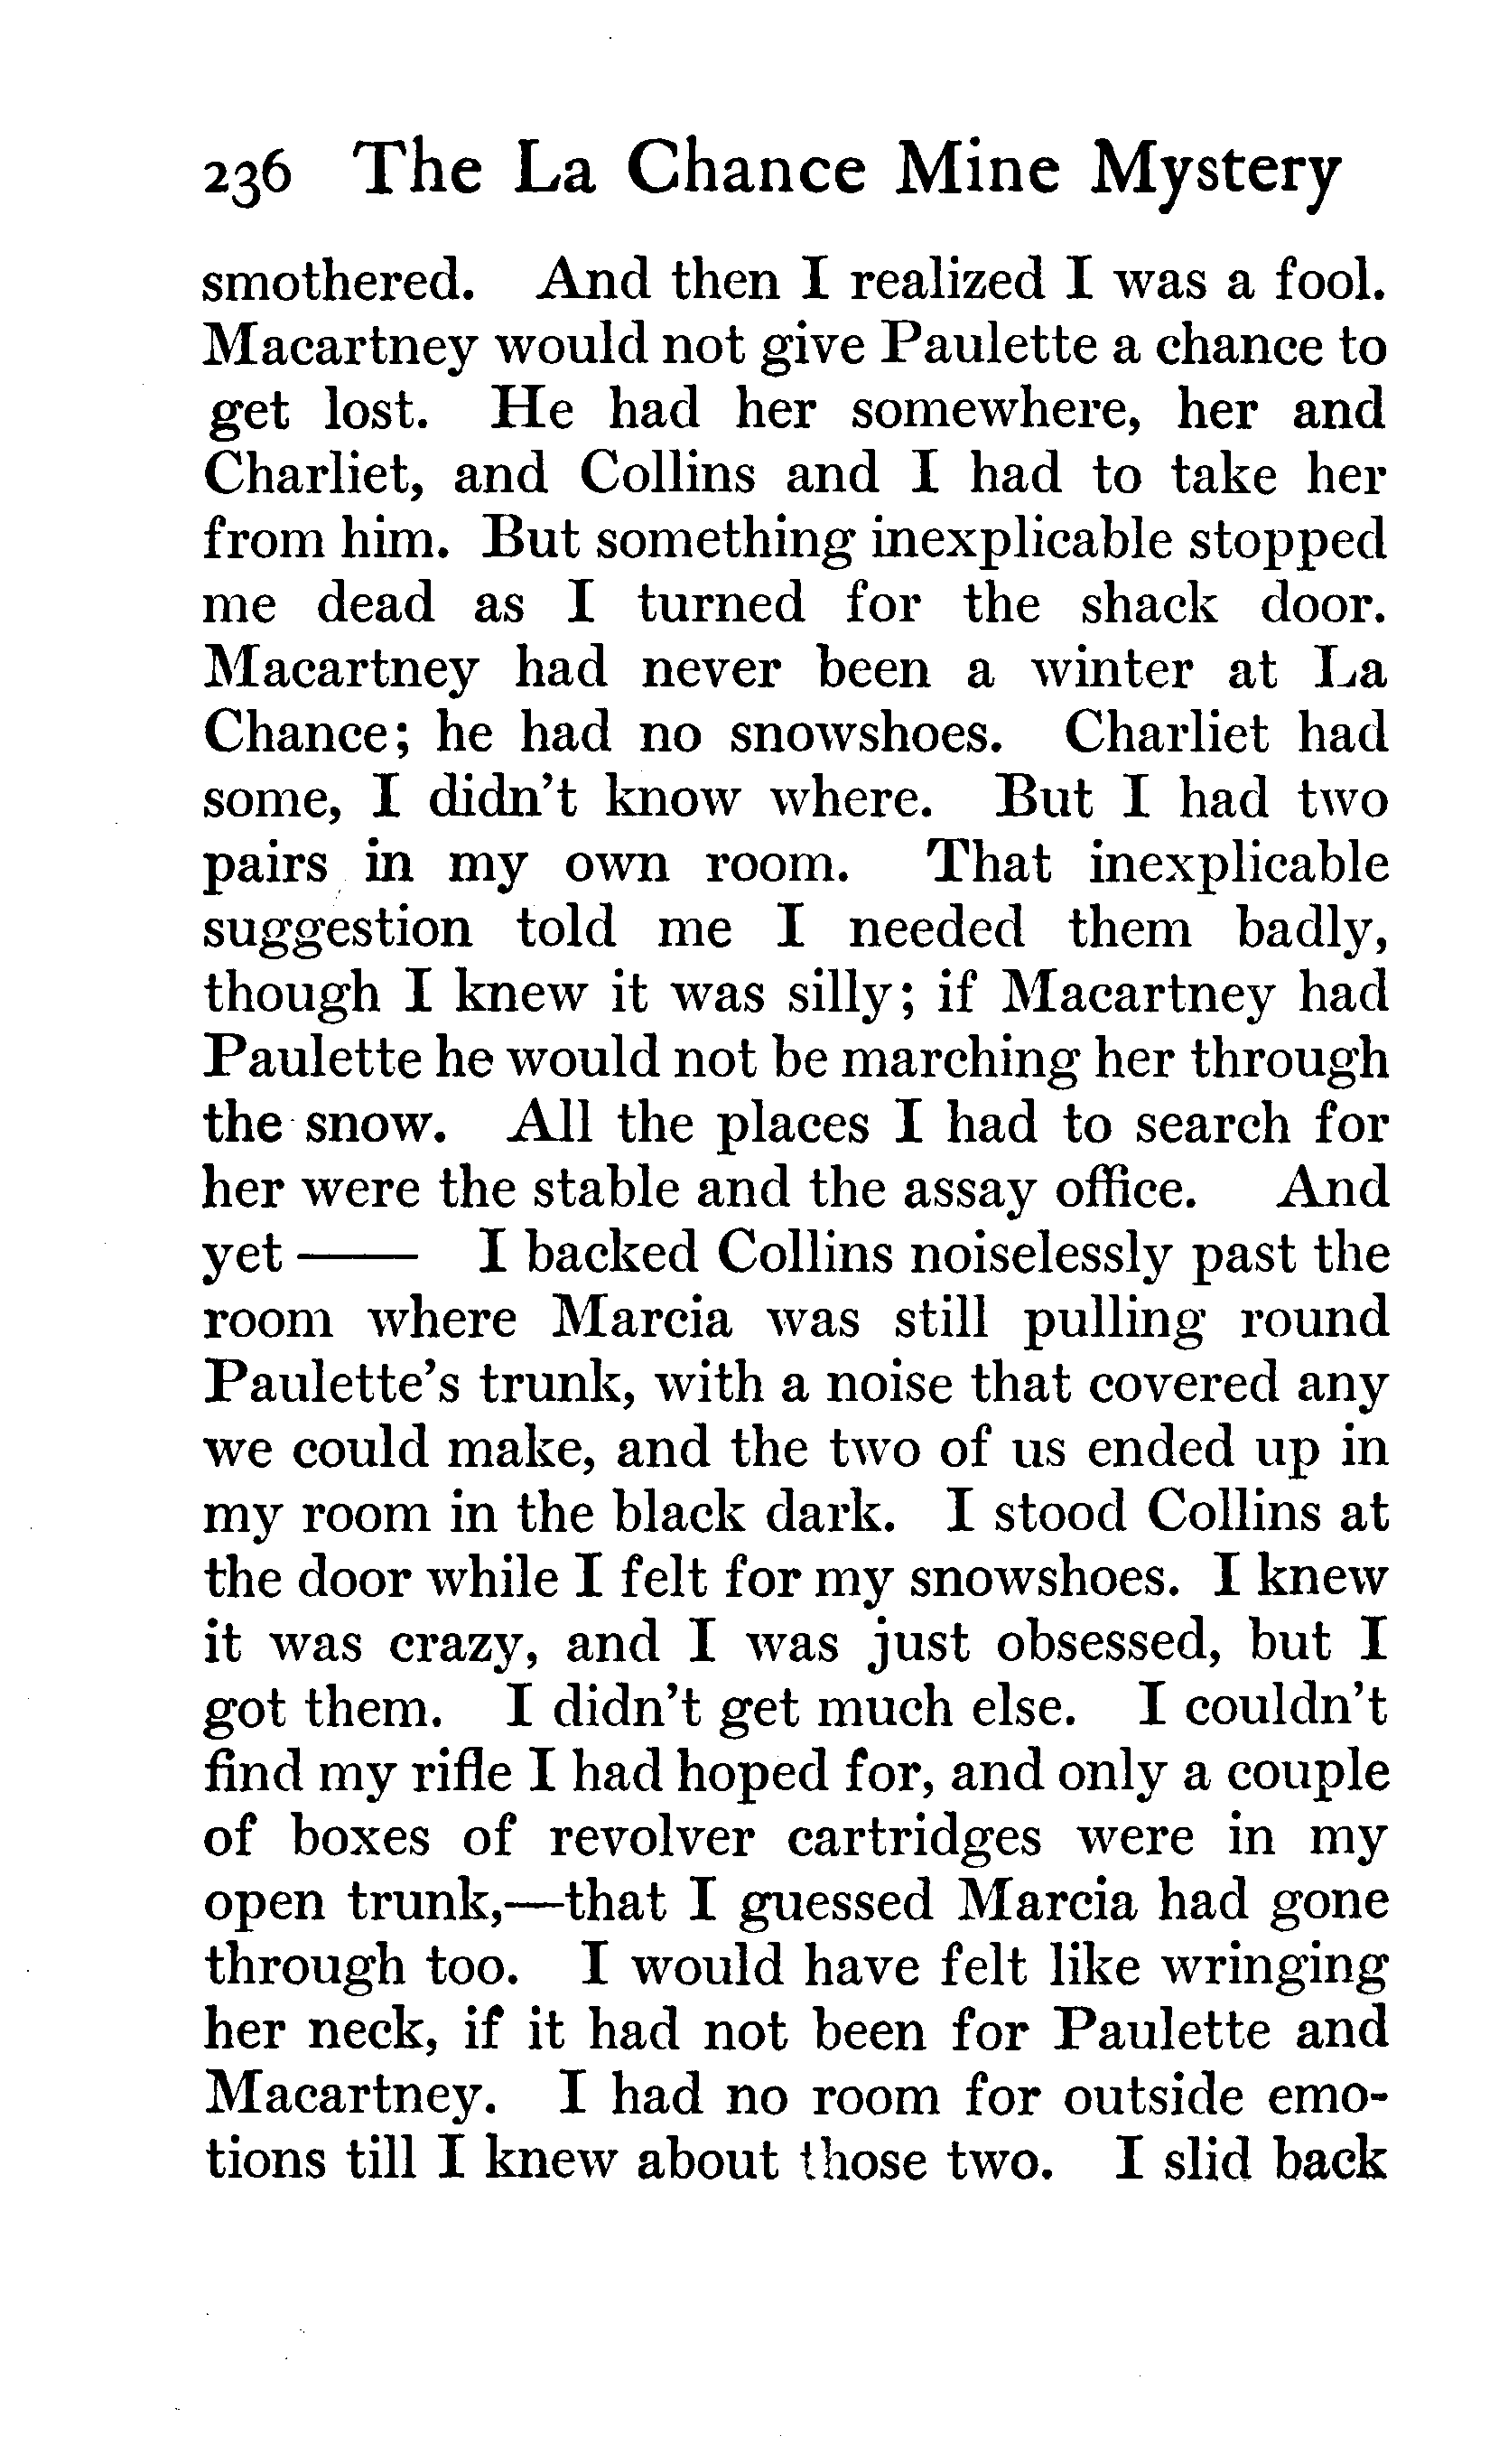 236 The La Chance Mine Mystery
smothered. And then I realized I was a fool.
Macartney would not give Paulette a chance to
get lost. He had her somewhere, her and
Charliet, and Collins and I had to take her
from him. But something inexplicable stopped
me dead as I turned for the shack door.
Macartney had never been a winter at La
Chance; he had no snowshoes. Charliet had
some, I didn't know where. But I had two
pairs in my own room. That inexplicable
suggestion told me I needed them badly,
though I knew it was silly; if Macartney had
Paulette he would not be marching her through
the snow. All the places I had to search for
her were the stable and the assay office. And
yet —— I backed Collins noiselessly past the
room where Marcia was still pulling round
Paulette's trunk, with a noise that covered any
we could make, and the two of us ended up in
my room in the black dark. I stood Collins at
the door while I felt for my snowshoes. I knew
it was crazy, and I was just obsessed, but I
got them. I didn't get much else. I couldn't
find my rifle I had hoped for, and only a couple
of boxes of revolver cartridges were in my
open trunk,—that I guessed Marcia had gone
through too. I would have felt like wringing
her neck, if it had not been for Paulette and
Macartney. I had no room for outside emo-
tions till I knew about those two. I slid back